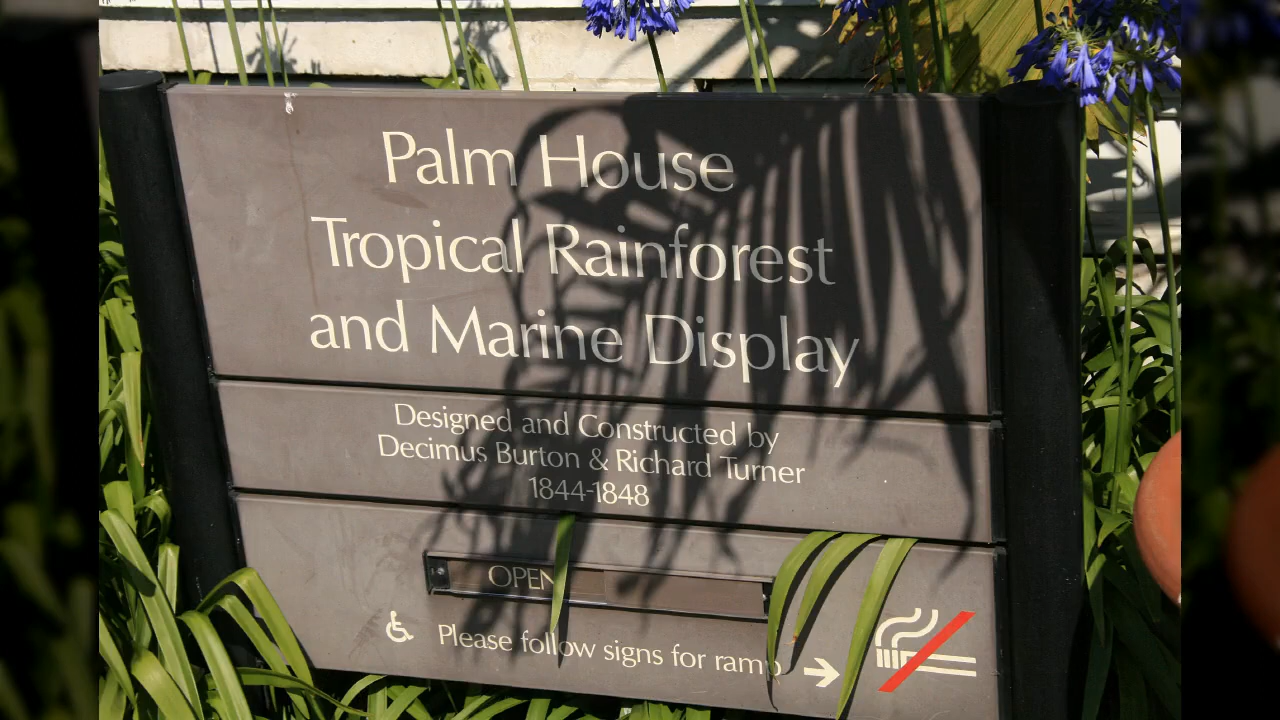 Palm House
Tropical Rainforest
and Marine Display
Designed and Constructed by
Decimus Burton & Richard Turner
1844-1848
OPEN
Please follow signs for ramp